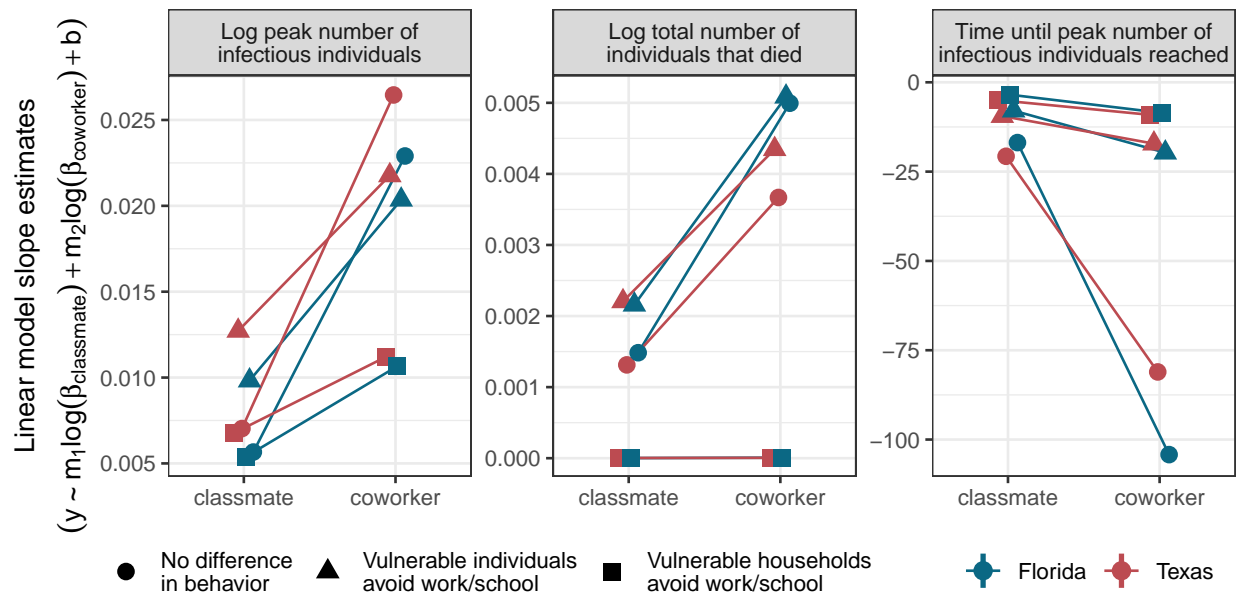 Log peak number of
infectious individuals
Log total number of
individuals that died
Time until peak number of
infectious individuals reached
Linear model slope estimates
(y ~ m₁log(β_classmate) + m₂log(β_coworker) + b)
0.025
0.020
0.015
0.010
0.005
classmate coworker
0.005
0.004
0.003
0.002
0.001
0.000
classmate coworker
0
−25
−50
−75
−100
classmate coworker
No difference
in behavior
Vulnerable individuals
avoid work/school
Vulnerable households
avoid work/school
Florida Texas